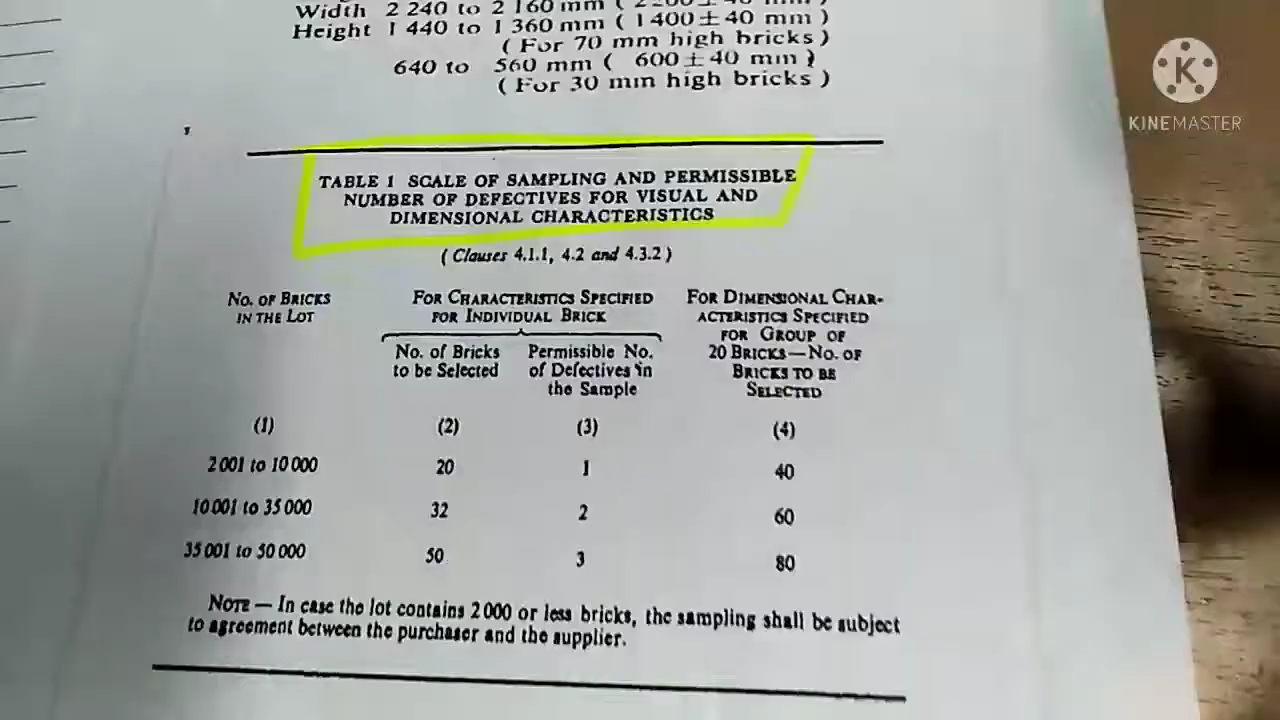 Width 2 240 to 2 160 mm (
Height 1 440 to 1 360 mm ( 1400 ± 40 mm )
( For 70 mm high bricks )
640 to 560 mm ( 600 ± 40 mm )
( For 30 mm high bricks )
K
KINEMASTER
TABLE 1 SCALE OF SAMPLING AND PERMISSIBLE
NUMBER OF DEFECTIVES FOR VISUAL AND
DIMENSIONAL CHARACTERISTICS
( Clauses 4.1.1, 4.2 and 4.3.2 )
NO. OF BRICKS
IN THE LOT
FOR CHARACTERISTICS SPECIFIED
FOR INDIVIDUAL BRICK
No. of Bricks
to be Selected
Permissible No.
of Defectives in
the Sample
FOR DIMENSIONAL CHAR-
ACTERISTICS SPECIFIED
FOR GROUP OF
20 BRICKS — NO. OF
BRICKS TO BE
SELECTED
(1) (2) (3) (4)
2 001 to 10 000 20 1 40
10 001 to 35 000 32 2 60
35 001 to 50 000 50 3 80
NOTE — In case the lot contains 2 000 or less bricks, the sampling shall be subject
to agreement between the purchaser and the supplier.